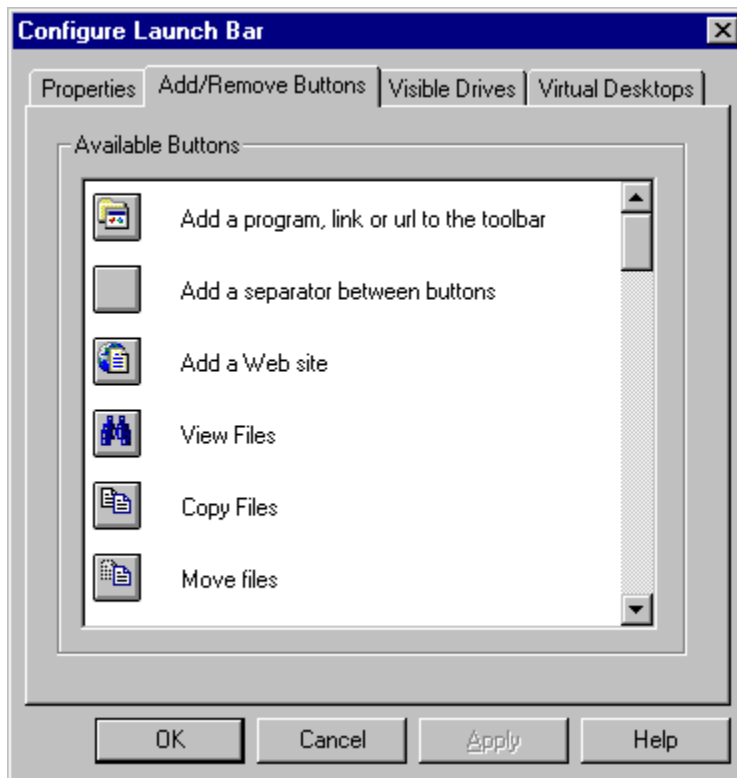 Configure Launch Bar
Properties
Add/Remove Buttons
Visible Drives
Virtual Desktops
Available Buttons
Add a program, link or url to the toolbar
Add a separator between buttons
Add a Web site
View Files
Copy Files
Move files
OK
Cancel
Apply
Help